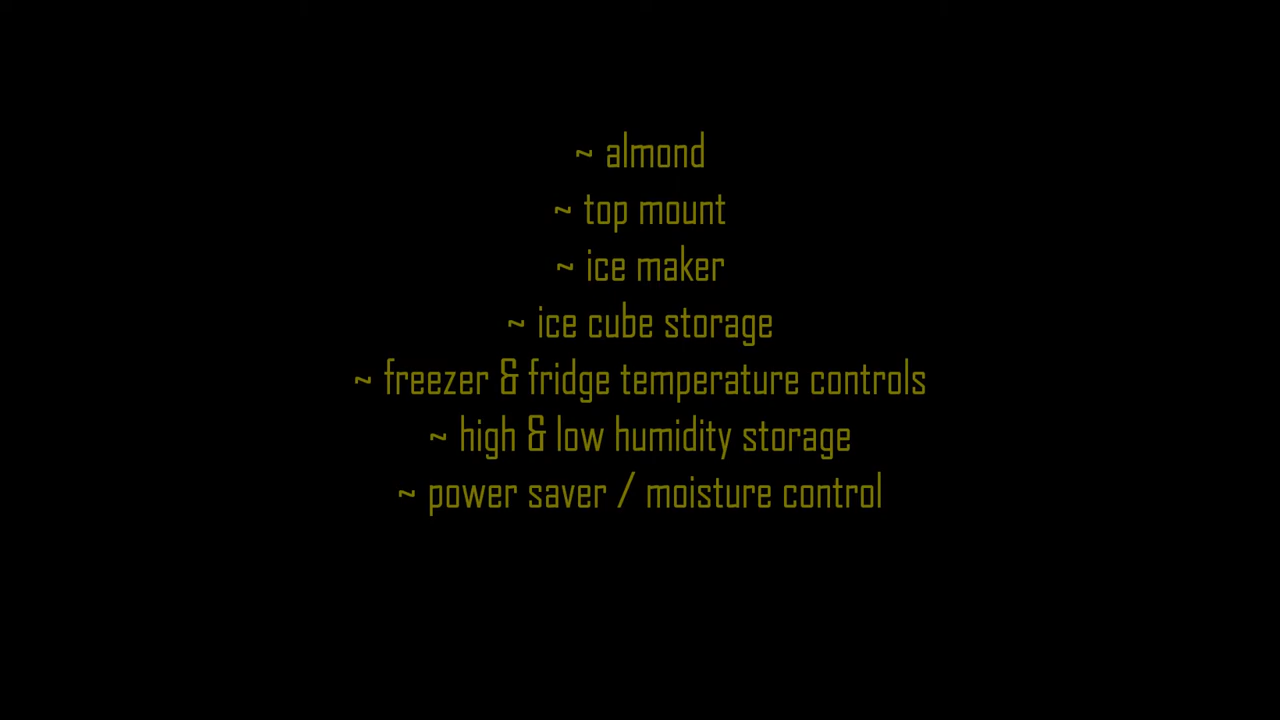 ~ almond
~ top mount
~ ice maker
~ ice cube storage
~ freezer & fridge temperature controls
~ high & low humidity storage
~ power saver / moisture control